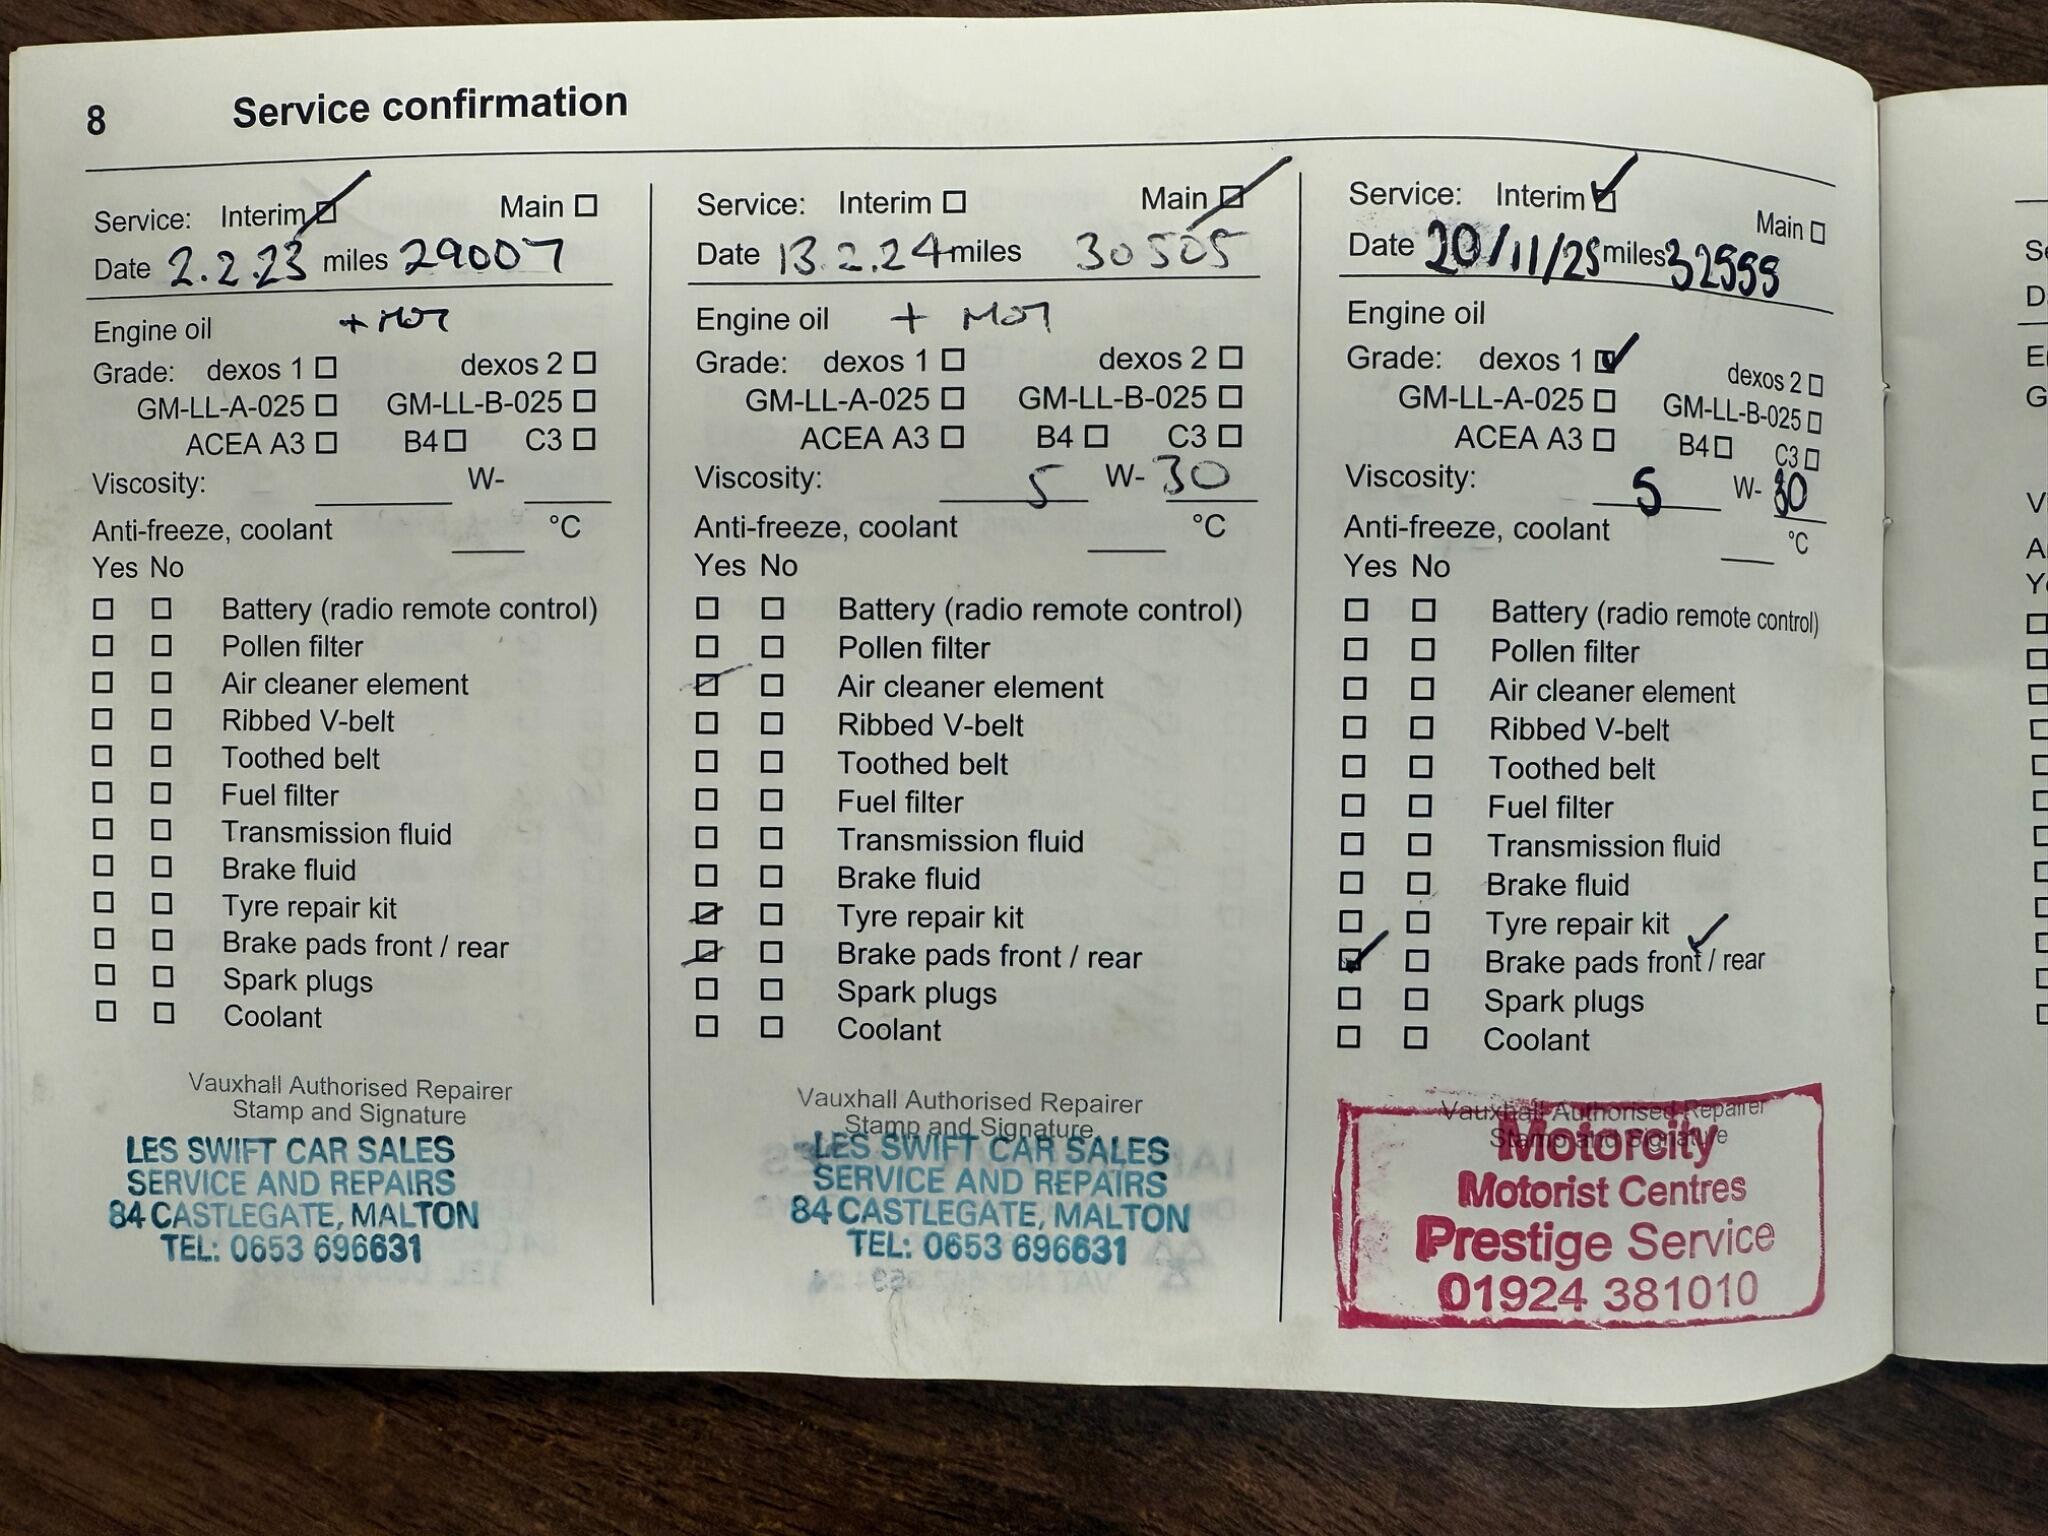 8 Service confirmation
Service: Interim Main
Date 2.2.23 miles 29007
Engine oil + MOT
Grade: dexos 1 dexos 2
GM-LL-A-025 GM-LL-B-025
ACEA A3 B4 C3
Viscosity: W-
Anti-freeze, coolant °C
Yes No
Battery (radio remote control)
Pollen filter
Air cleaner element
Ribbed V-belt
Toothed belt
Fuel filter
Transmission fluid
Brake fluid
Tyre repair kit
Brake pads front / rear
Spark plugs
Coolant
Vauxhall Authorised Repairer
Stamp and Signature
LES SWIFT CAR SALES
SERVICE AND REPAIRS
84 CASTLEGATE, MALTON
TEL: 0653 696631
Service: Interim Main
Date 13.2.24 miles 30505
Engine oil + MOT
Grade: dexos 1 dexos 2
GM-LL-A-025 GM-LL-B-025
ACEA A3 B4 C3
Viscosity: 5 W- 30
Anti-freeze, coolant °C
Yes No
Battery (radio remote control)
Pollen filter
Air cleaner element
Ribbed V-belt
Toothed belt
Fuel filter
Transmission fluid
Brake fluid
Tyre repair kit
Brake pads front / rear
Spark plugs
Coolant
Vauxhall Authorised Repairer
Stamp and Signature
LES SWIFT CAR SALES
SERVICE AND REPAIRS
84 CASTLEGATE, MALTON
TEL: 0653 696631
Service: Interim Main
Date 20/11/25 miles
Engine oil
Grade: dexos 1 dexos 2
GM-LL-A-025 GM-LL-B-025
ACEA A3 B4 C3
Viscosity: 5 W- 30
Anti-freeze, coolant °C
Yes No
Battery (radio remote control)
Pollen filter
Air cleaner element
Ribbed V-belt
Toothed belt
Fuel filter
Transmission fluid
Brake fluid
Tyre repair kit
Brake pads front / rear
Spark plugs
Coolant
Vauxhall Authorised Repairer
Stamp and Signature
Motorcity
Motorist Centres
Prestige Service
01924 381010